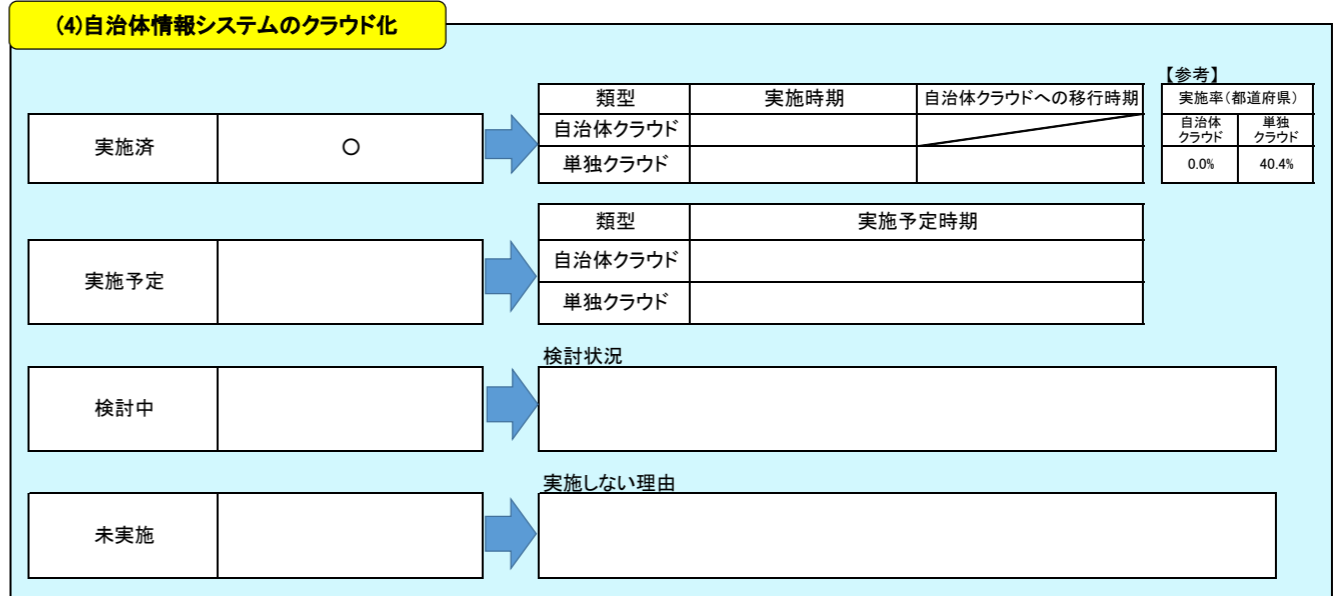 (4)自治体情報システムのクラウド化
【参考】
類型 実施時期 自治体クラウドへの移行時期
実施率(都道府県)
実施済 ○
自治体クラウド
単独クラウド
自治体
クラウド
単独
クラウド
0.0% 40.4%
類型 実施予定時期
実施予定
自治体クラウド
単独クラウド
検討状況
検討中
実施しない理由
未実施